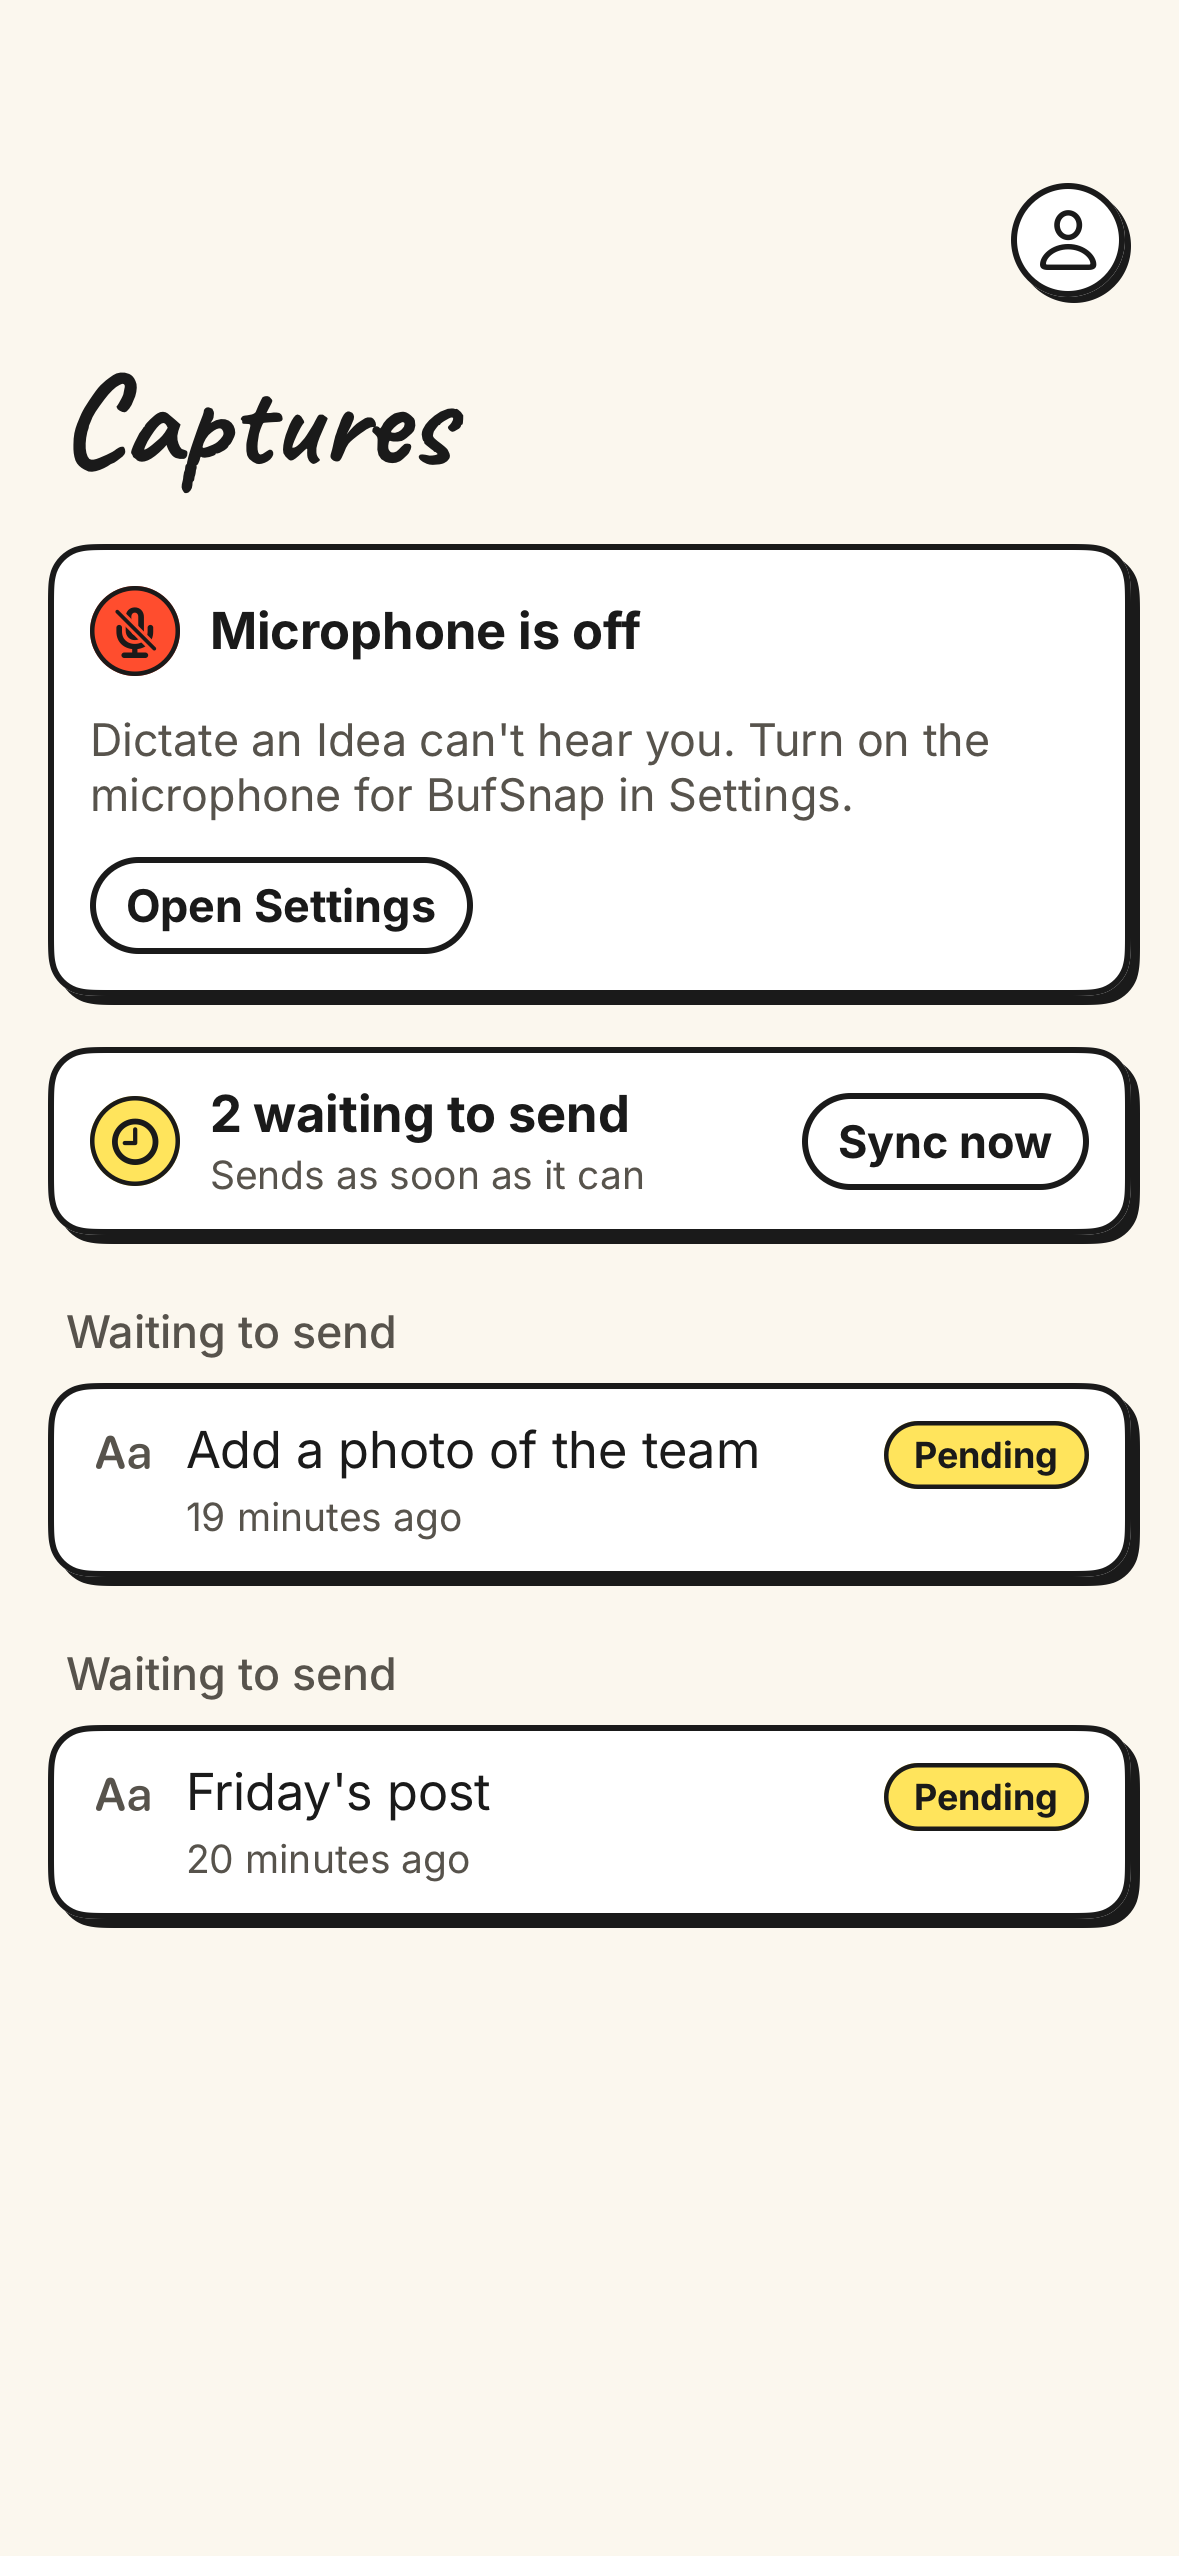 Captures
Microphone is off
Dictate an Idea can't hear you. Turn on the
microphone for BufSnap in Settings.
Open Settings
2 waiting to send
Sends as soon as it can
Sync now
Waiting to send
Aa Add a photo of the team
Pending
19 minutes ago
Waiting to send
Aa Friday's post
Pending
20 minutes ago